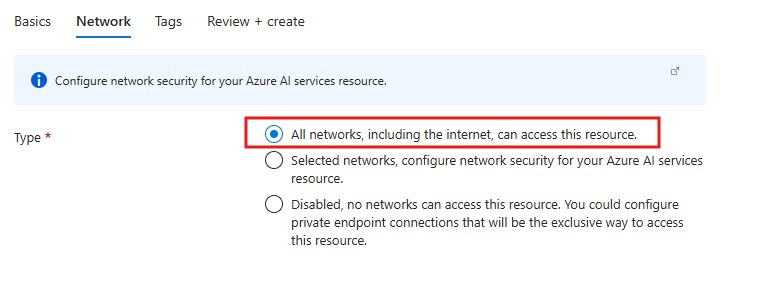 Basics Network Tags Review + create
Configure network security for your Azure AI services resource.
Type *
All networks, including the internet, can access this resource.
Selected networks, configure network security for your Azure AI services
resource.
Disabled, no networks can access this resource. You could configure
private endpoint connections that will be the exclusive way to access
this resource.